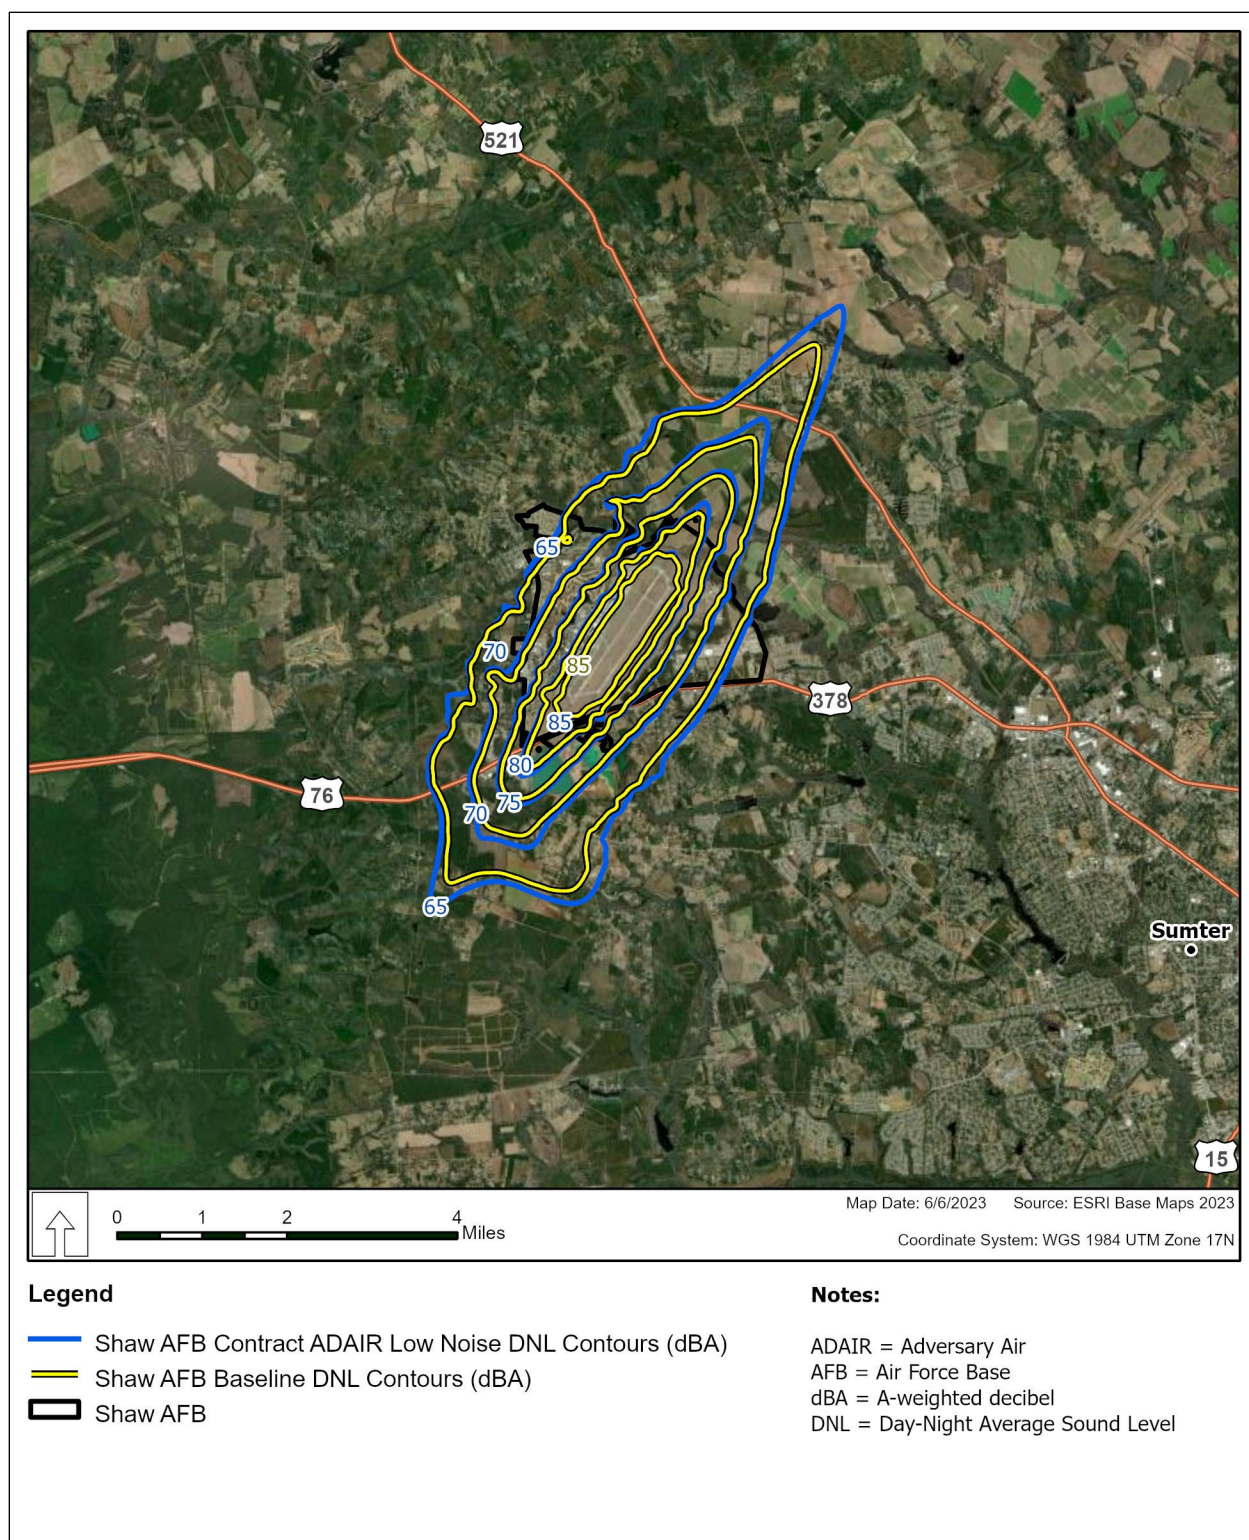 521
65
70
85
378
85
80
76
75
70
65
Sumter
15
0 1 2 4
Miles
Map Date: 6/6/2023 Source: ESRI Base Maps 2023
Coordinate System: WGS 1984 UTM Zone 17N
Legend
Shaw AFB Contract ADAIR Low Noise DNL Contours (dBA)
Shaw AFB Baseline DNL Contours (dBA)
Shaw AFB
Notes:
ADAIR = Adversary Air
AFB = Air Force Base
dBA = A-weighted decibel
DNL = Day-Night Average Sound Level